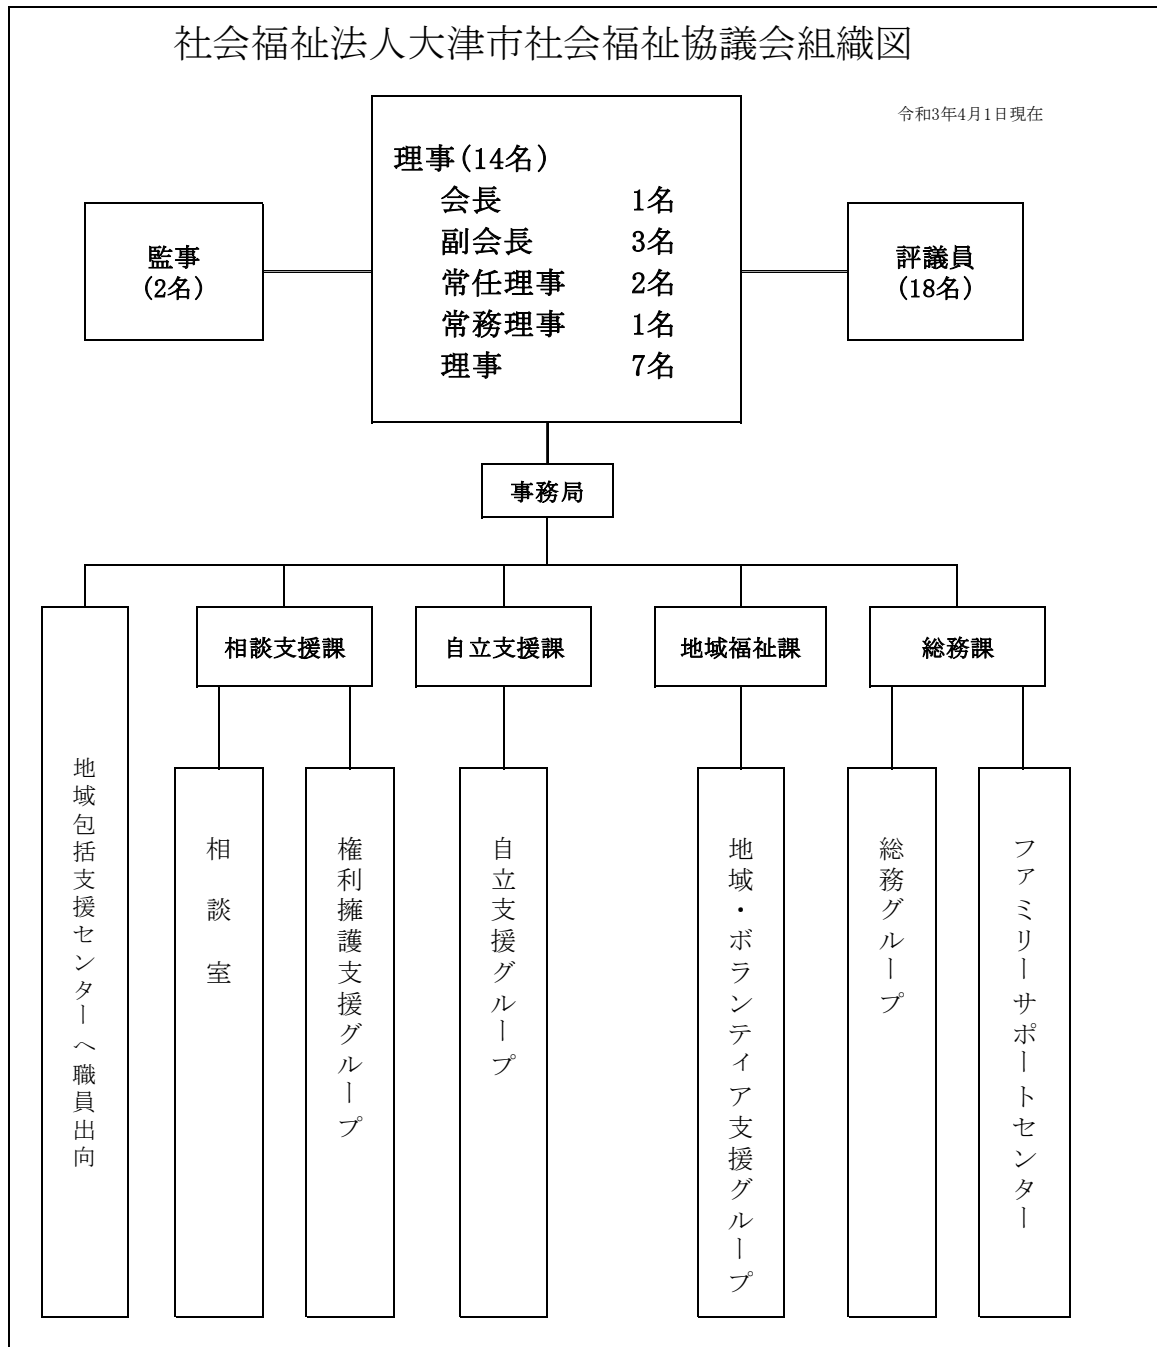 社会福祉法人大津市社会福祉協議会組織図
令和3年4月1日現在
理事(14名)
会長 1名
副会長 3名
常任理事 2名
常務理事 1名
理事 7名
監事
(2名)
評議員
(18名)
事務局
相談支援課
自立支援課
地域福祉課
総務課
地域包括支援センターへ職員出向
相談室
権利擁護支援グループ
自立支援グループ
地域・ボランティア支援グループ
総務グループ
ファミリーサポートセンター